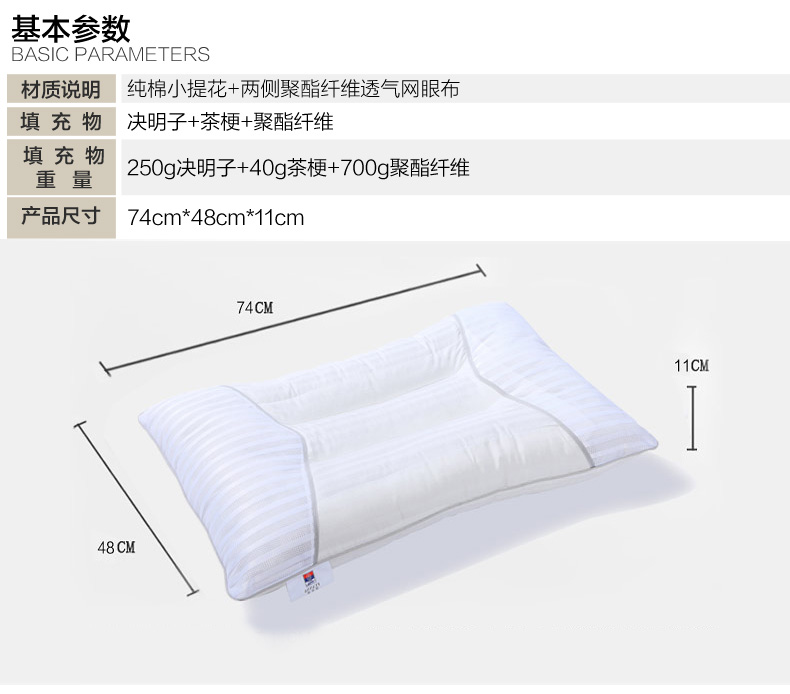 基本参数
BASIC PARAMETERS
材质说明 纯棉小提花+两侧聚酯纤维透气网眼布
填充物 决明子+茶梗+聚酯纤维
填充物
重量 250g决明子+40g茶梗+700g聚酯纤维
产品尺寸 74cm*48cm*11cm
74CM
11CM
48CM